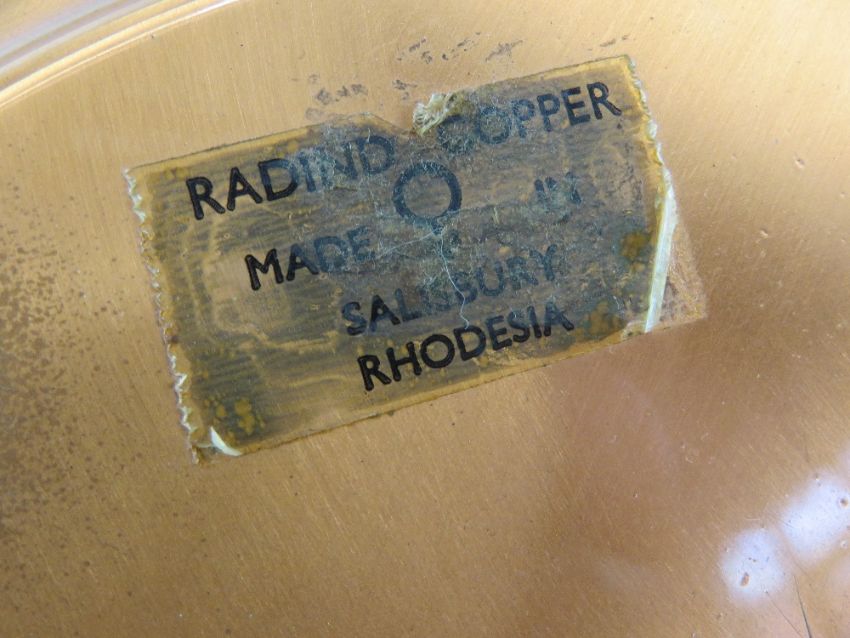 RADIND COPPER
MADE IN
SALISBURY
RHODESIA